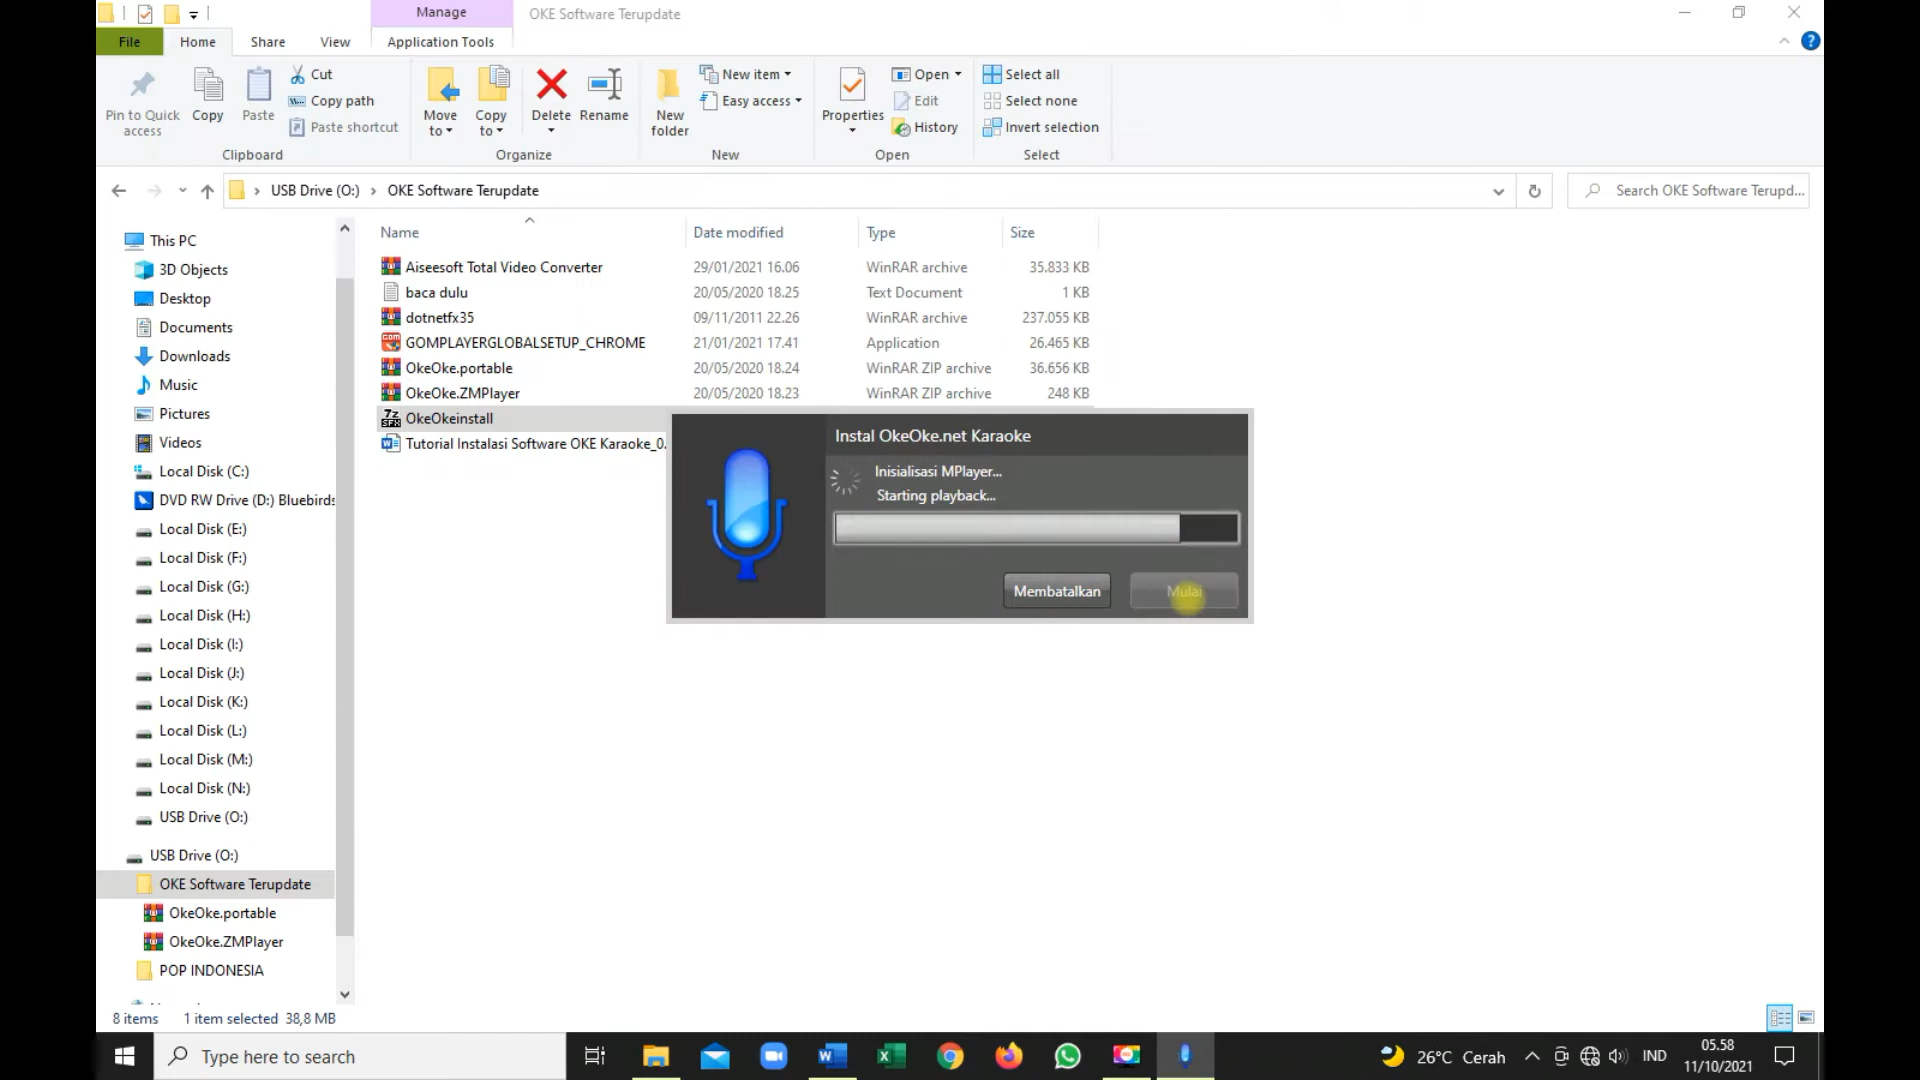 Manage
OKE Software Terupdate
File
Home
Share
View
Application Tools
Pin to Quick access
Copy
Paste
Cut
Copy path
Paste shortcut
Clipboard
Move to
Copy to
Delete
Rename
Organize
New folder
New item
Easy access
New
Properties
Open
Edit
History
Open
Select all
Select none
Invert selection
Select
USB Drive (O:) > OKE Software Terupdate
Search OKE Software Terupd...
Name Date modified Type Size
Aiseesoft Total Video Converter 29/01/2021 16.06 WinRAR archive 35.833 KB
baca dulu 20/05/2020 18.25 Text Document 1 KB
dotnetfx35 09/11/2011 22.26 WinRAR archive 237.055 KB
GOMPLAYERGLOBALSETUP_CHROME 21/01/2021 17.41 Application 26.465 KB
OkeOke.portable 20/05/2020 18.24 WinRAR ZIP archive 36.656 KB
OkeOke.ZMPlayer 20/05/2020 18.23 WinRAR ZIP archive 248 KB
OkeOkeinstall
Tutorial Instalasi Software OKE Karaoke_0.
Instal OkeOke.net Karaoke
Inisialisasi MPlayer...
Starting playback...
Membatalkan
Mulai
This PC
3D Objects
Desktop
Documents
Downloads
Music
Pictures
Videos
Local Disk (C:)
DVD RW Drive (D:) Bluebirds
Local Disk (E:)
Local Disk (F:)
Local Disk (G:)
Local Disk (H:)
Local Disk (I:)
Local Disk (J:)
Local Disk (K:)
Local Disk (L:)
Local Disk (M:)
Local Disk (N:)
USB Drive (O:)
USB Drive (O:)
OKE Software Terupdate
OkeOke.portable
OkeOke.ZMPlayer
POP INDONESIA
8 items 1 item selected 38,8 MB
Type here to search
26°C Cerah
IND
05.58
11/10/2021